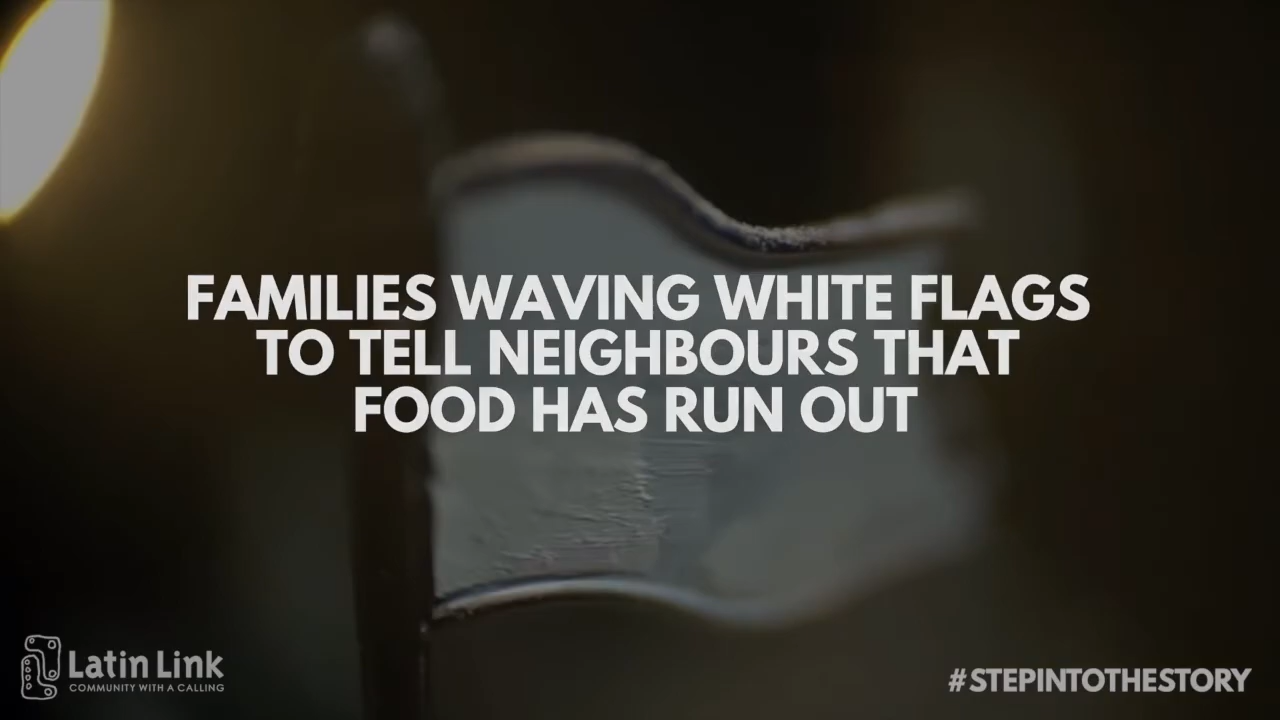 FAMILIES WAVING WHITE FLAGS
TO TELL NEIGHBOURS THAT
FOOD HAS RUN OUT
Latin Link
COMMUNITY WITH A CALLING
#STEPINTOTHESTORY